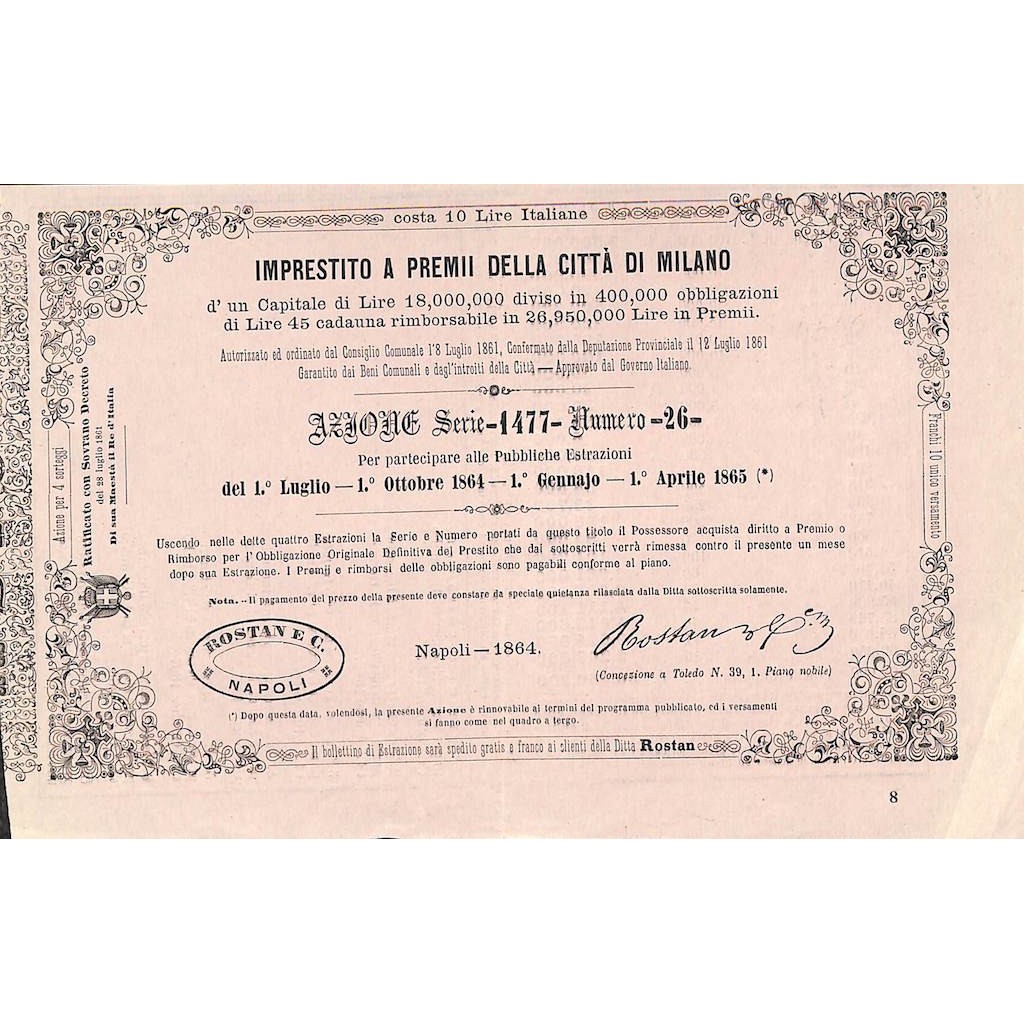 costa 10 Lire Italiane
IMPRESTITO A PREMII DELLA CITTÀ DI MILANO
d' un Capitale di Lire 18,000,000 diviso in 400,000 obbligazioni
di Lire 45 cadauna rimborsabile in 26,950,000 Lire in Premii.
Autorizzato ed ordinato dal Consiglio Comunale l'8 Luglio 1861, Confermato dalla Deputazione Provinciale il 12 Luglio 1861
Garantito dai Beni Comunali e dagl'introiti della Città — Approvato dal Governo Italiano.
AZIONE Serie -1477- Numero -26-
Per partecipare alle Pubbliche Estrazioni
del 1.º Luglio — 1.º Ottobre 1864 — 1.º Gennajo — 1.º Aprile 1865 (*)
Uscendo nelle dette quattro Estrazioni la Serie e Numero portati da questo titolo il Possessore acquista diritto a Premio o
Rimborso per l'Obbligazione Originale Definitiva del Prestito che dai sottoscritti verrà rimessa contro il presente un mese
dopo sua Estrazione. I Premii e rimborsi delle obbligazioni sono pagabili conforme al piano.
Nota. -- Il pagamento del prezzo della presente deve constare da speciale quietanza rilasciata dalla Ditta sottoscritta solamente.
ROSTAN E C.
NAPOLI
Napoli — 1864.
Rostan e C.
(Concezione a Toledo N. 39, 1. Piano nobile)
(*) Dopo questa data, volendosi, la presente Azione è rinnovabile ai termini del programma pubblicato, ed i versamenti
si fanno come nel quadro a tergo.
Il bollettino di Estrazione sarà spedito gratis e franco ai clienti della Ditta Rostan
Azione per 4 sorteggi
Ratificato con Sovrano Decreto
del 28 luglio 1861
Di sua Maestà il Re d'Italia
Franchi 10 unico versamento
8